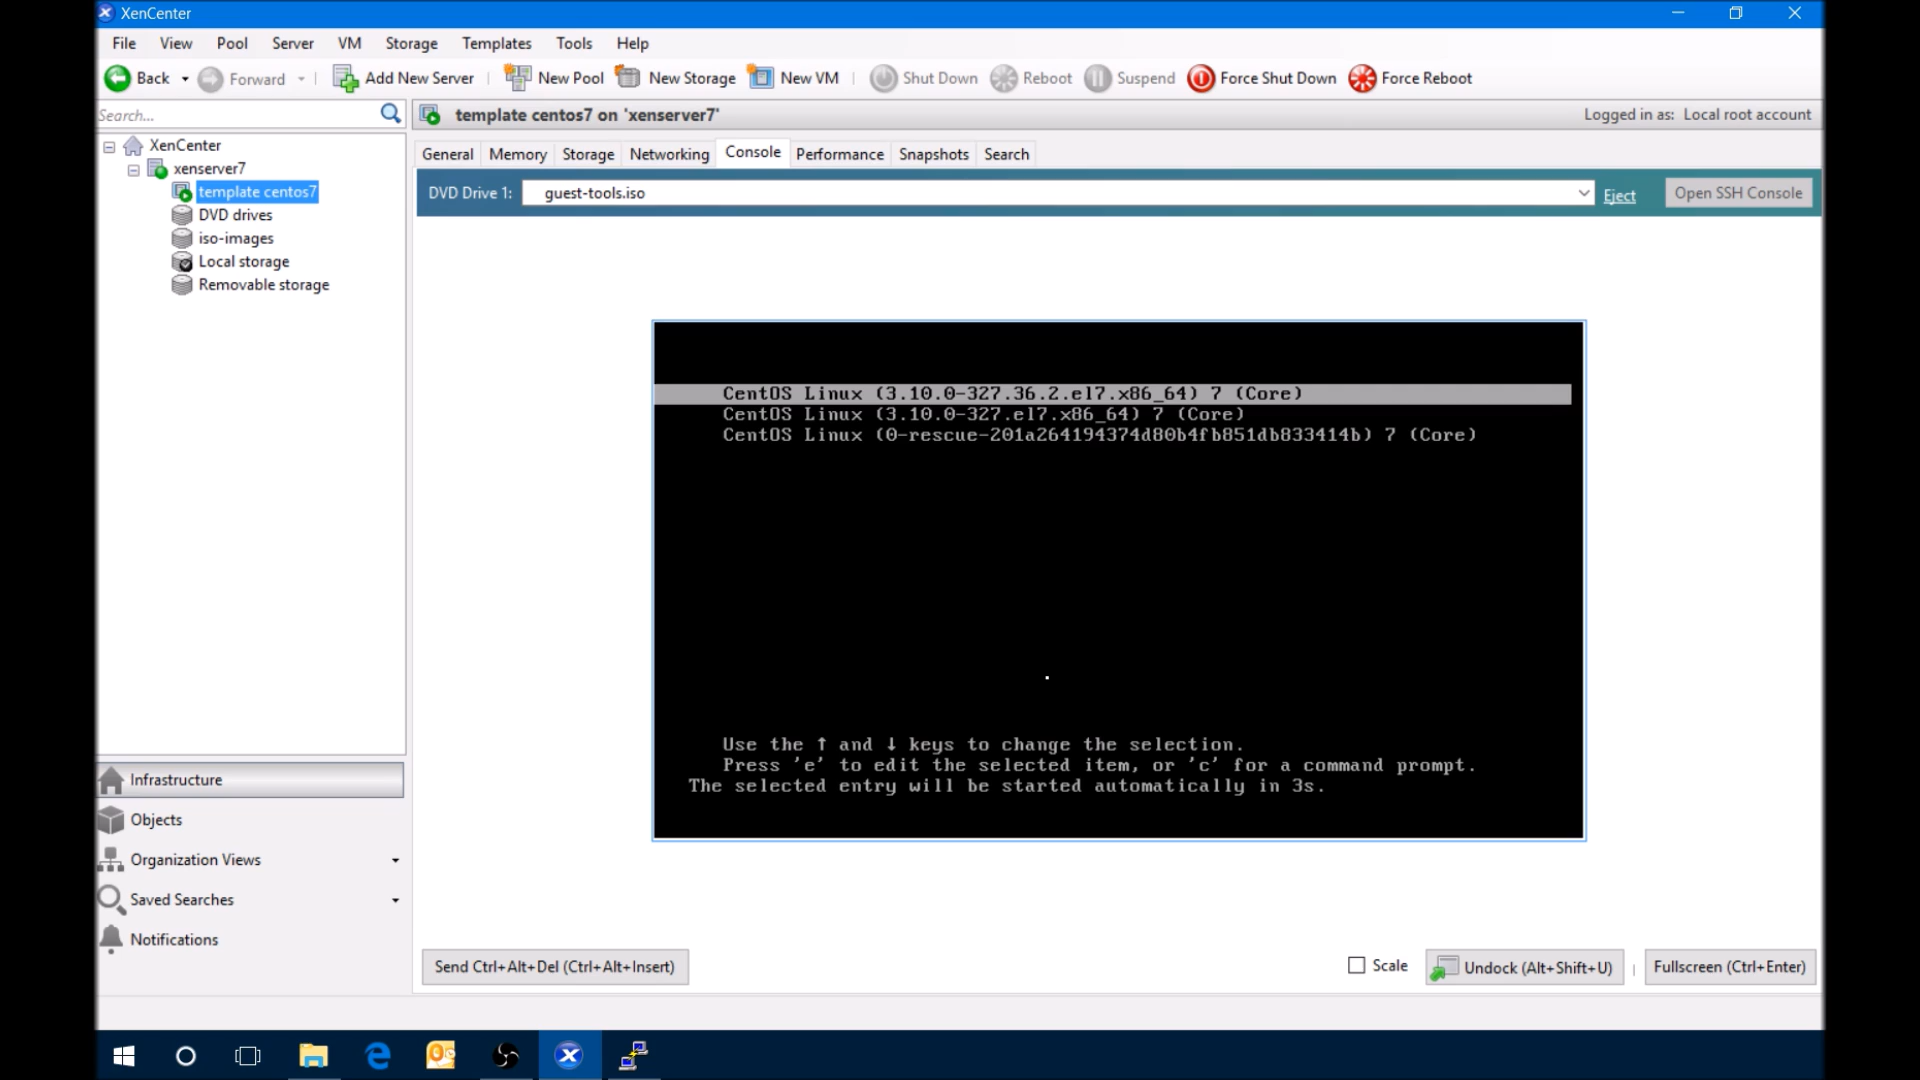 XenCenter
File View Pool Server VM Storage Templates Tools Help
Back Forward Add New Server New Pool New Storage New VM Shut Down Reboot Suspend Force Shut Down Force Reboot
Search...
template centos7 on 'xenserver7'
Logged in as: Local root account
XenCenter
xenserver7
template centos7
DVD drives
iso-images
Local storage
Removable storage
General Memory Storage Networking Console Performance Snapshots Search
DVD Drive 1: guest-tools.iso Eject Open SSH Console
CentOS Linux (3.10.0-327.36.2.el7.x86_64) 7 (Core)
CentOS Linux (3.10.0-327.el7.x86_64) 7 (Core)
CentOS Linux (0-rescue-201a264194374d80b4fb851db833414b) 7 (Core)
Use the ↑ and ↓ keys to change the selection.
Press 'e' to edit the selected item, or 'c' for a command prompt.
The selected entry will be started automatically in 3s.
Infrastructure
Objects
Organization Views
Saved Searches
Notifications
Send Ctrl+Alt+Del (Ctrl+Alt+Insert) Scale Undock (Alt+Shift+U) Fullscreen (Ctrl+Enter)